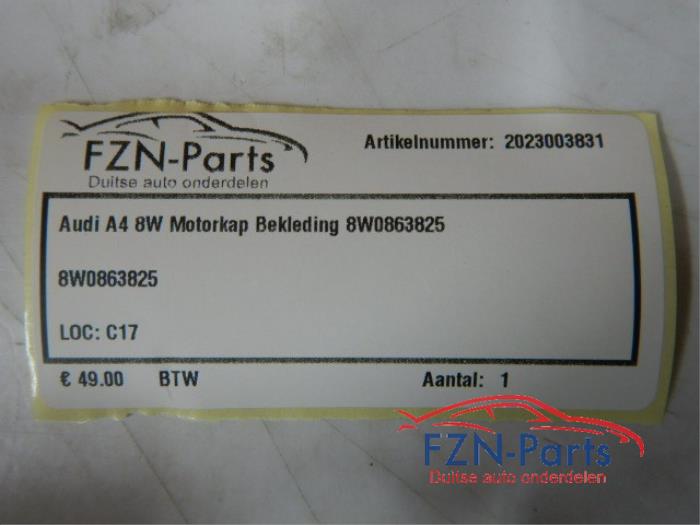 FZN-Parts
Duitse auto onderdelen
Artikelnummer: 2023003831
Audi A4 8W Motorkap Bekleding 8W0863825
8W0863825
LOC: C17
€ 49.00 BTW Aantal: 1
FZN-Parts
Duitse auto onderdelen